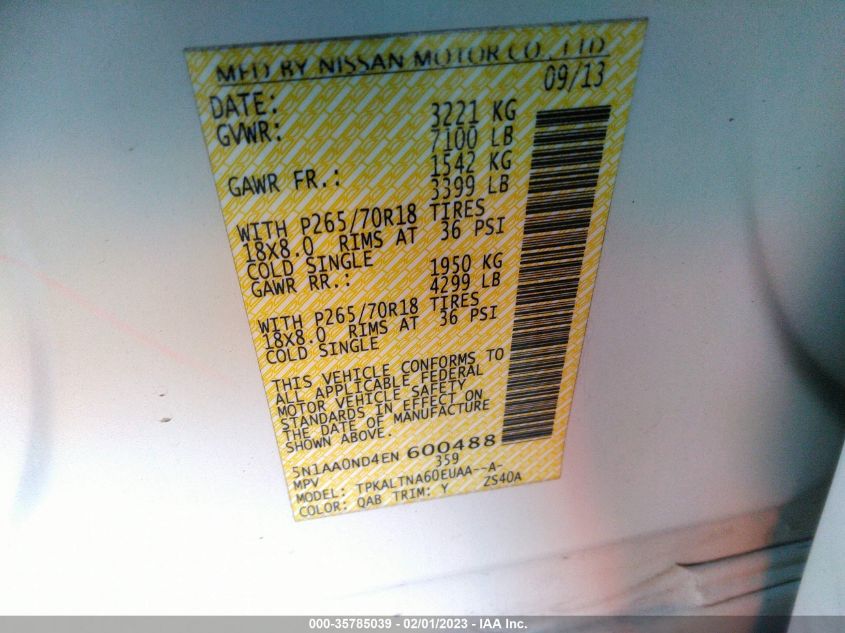 MFD BY NISSAN MOTOR CO., LTD
DATE: 09/13
GVWR: 3221 KG
7100 LB
GAWR FR.: 1542 KG
3399 LB
WITH P265/70R18 TIRES
18X8.0 RIMS AT 36 PSI
COLD SINGLE
GAWR RR.: 1950 KG
4299 LB
WITH P265/70R18 TIRES
18X8.0 RIMS AT 36 PSI
COLD SINGLE
THIS VEHICLE CONFORMS TO
ALL APPLICABLE FEDERAL
MOTOR VEHICLE SAFETY
STANDARDS IN EFFECT ON
THE DATE OF MANUFACTURE
SHOWN ABOVE.
5N1AA0ND4EN 600488
MPV 359
MODEL: TPKALTNA60EUAA--A-
COLOR: QAB TRIM: Y ZS40A
000-35785039 - 02/01/2023 - © IAA Inc.